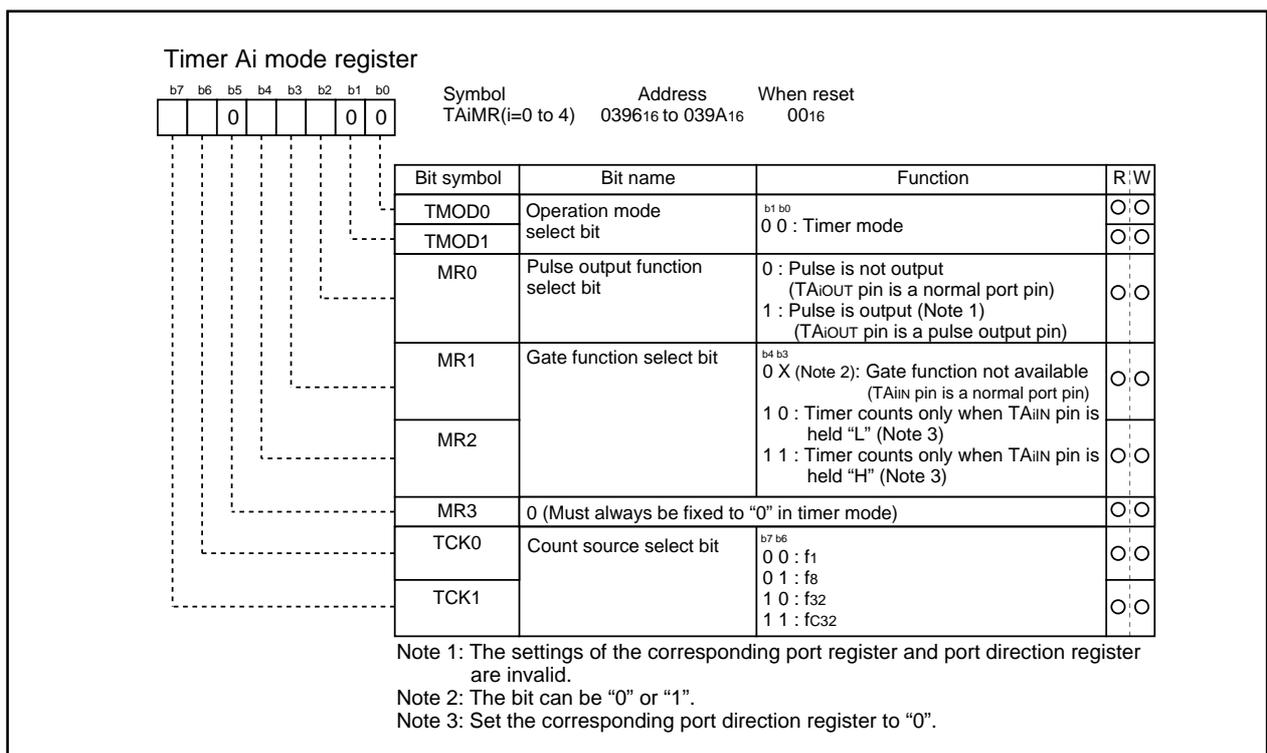 Timer Ai mode register
b7 b6 b5 b4 b3 b2 b1 b0
0 0 0
Symbol Address When reset
TAiMR(i=0 to 4) 039616 to 039A16 0016
Bit symbol Bit name Function R W
TMOD0 Operation mode b1 b0
select bit 0 0 : Timer mode
TMOD1
MR0 Pulse output function 0 : Pulse is not output
select bit (TAiOUT pin is a normal port pin)
1 : Pulse is output (Note 1)
(TAiOUT pin is a pulse output pin)
MR1 Gate function select bit b4 b3
0 X (Note 2): Gate function not available
(TAiIN pin is a normal port pin)
1 0 : Timer counts only when TAiIN pin is
MR2 held “L” (Note 3)
1 1 : Timer counts only when TAiIN pin is
held “H” (Note 3)
MR3 0 (Must always be fixed to “0” in timer mode)
TCK0 Count source select bit b7 b6
0 0 : f1
0 1 : f8
TCK1 1 0 : f32
1 1 : fC32
Note 1: The settings of the corresponding port register and port direction register
are invalid.
Note 2: The bit can be “0” or “1”.
Note 3: Set the corresponding port direction register to “0”.